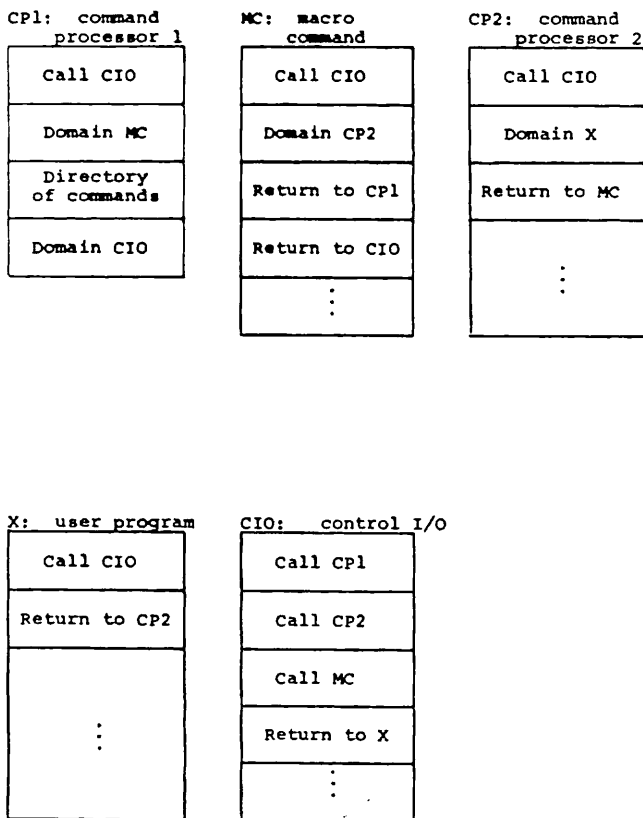 CP1: command
processor 1
Call CIO
Domain MC
Directory
of commands
Domain CIO
MC: macro
command
Call CIO
Domain CP2
Return to CP1
Return to CIO
⋮
CP2: command
processor 2
Call CIO
Domain X
Return to MC
⋮
X: user program
Call CIO
Return to CP2
⋮
CIO: control I/O
Call CP1
Call CP2
Call MC
Return to X
⋮